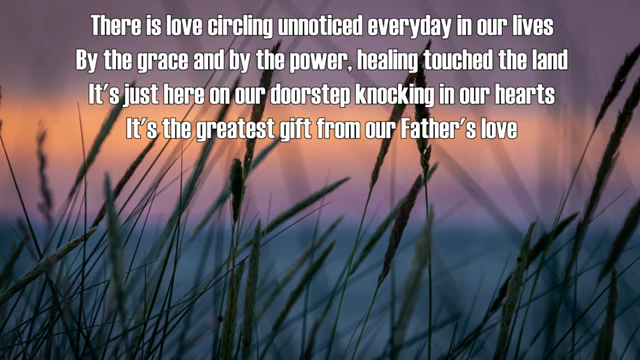 There is love circling unnoticed everyday in our lives
By the grace and by the power, healing touched the land
It's just here on our doorstep knocking in our hearts
It's the greatest gift from our Father's love